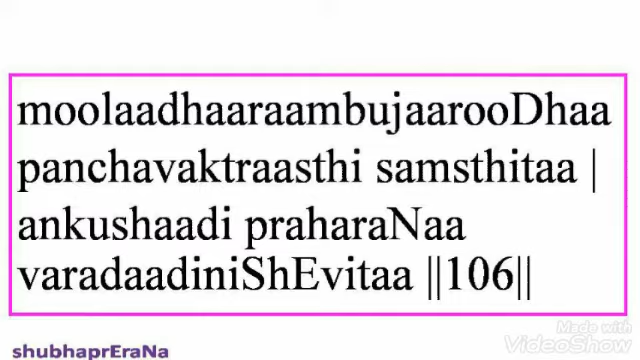 moolaadhaaraambujaarooDhaa
panchavaktraasthi samsthitaa |
ankushaadi praharaNaa
varadaadiniShEvitaa ||106||
Made with
VideoShow
shubhaprEraNa